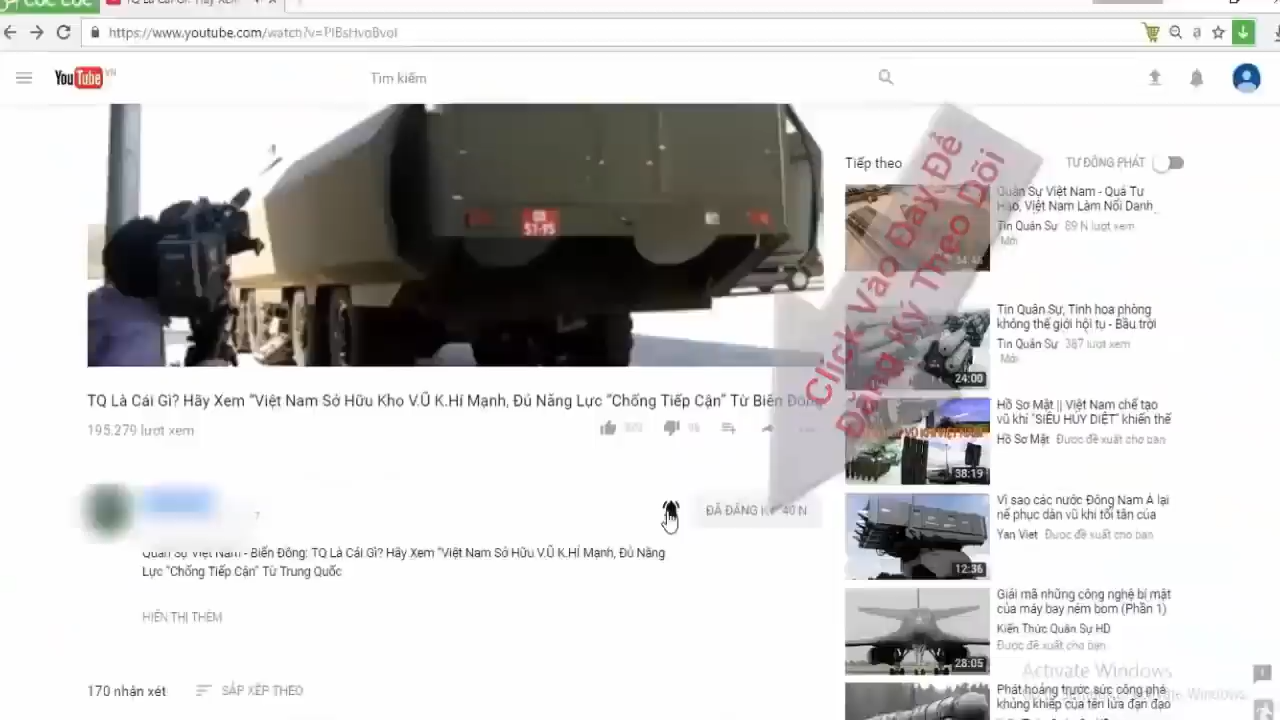 https://www.youtube.com/watch?v=
YouTube VN
Tìm kiếm
Click Vào Đây Để
Đăng Ký Theo Dõi
TQ Là Cái Gì? Hãy Xem "Việt Nam Sở Hữu Kho V.Ũ K.Hí Mạnh, Đủ Năng Lực "Chống Tiếp Cận" Từ Biển Đông
195.279 lượt xem
ĐÃ ĐĂNG KÝ 40 N
Quân Sự Việt Nam - Biển Đông: TQ Là Cái Gì? Hãy Xem "Việt Nam Sở Hữu V.Ũ K.Hí Mạnh, Đủ Năng
Lực "Chống Tiếp Cận" Từ Trung Quốc
HIỂN THỊ THÊM
170 nhận xét
SẮP XẾP THEO
Tiếp theo
TỰ ĐỘNG PHÁT
Quân Sự Việt Nam - Quá Tự
Hào, Việt Nam Làm Nổi Danh
Tin Quân Sự 89 N lượt xem
Mới
Tin Quân Sự, Tinh hoa phòng
không thế giới hội tụ - Bầu trời
Tin Quân Sự 387 lượt xem
Mới
24:00
Hồ Sơ Mật || Việt Nam chế tạo
vũ khí "SIÊU HỦY DIỆT" khiến thế
Hồ Sơ Mật Được đề xuất cho bạn
38:19
Vì sao các nước Đông Nam Á lại
nể phục dàn vũ khí tối tân của
Yan Viet Được đề xuất cho bạn
12:36
Giải mã những công nghệ bí mật
của máy bay ném bom (Phần 1)
Kiến Thức Quân Sự HD
Được đề xuất cho bạn
28:05
Phát hoảng trước sức công phá
khủng khiếp của tên lửa đạn đạo
Activate Windows